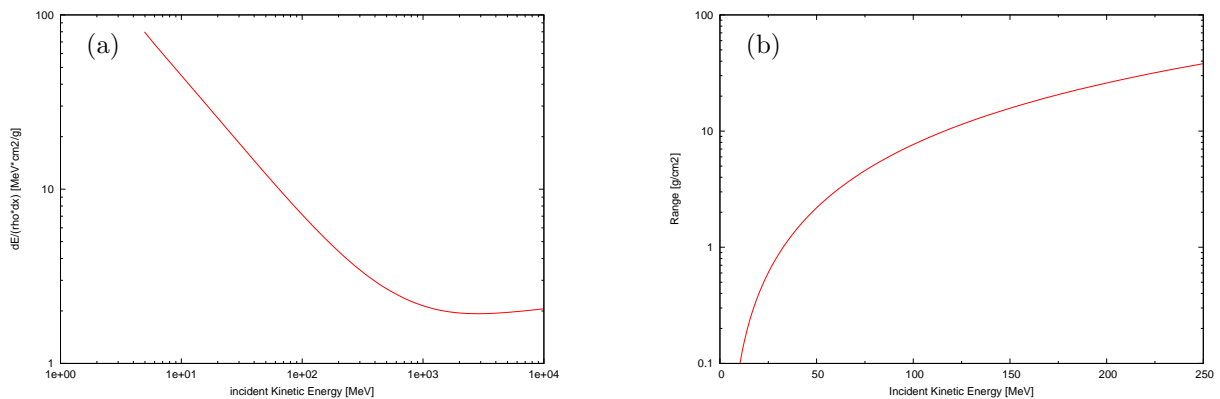 (a)
100
10
1
dE/(rho*dx) [MeV*cm2/g]
1e+00 1e+01 1e+02 1e+03 1e+04
incident Kinetic Energy [MeV]
(b)
100
10
1
0.1
Range [g/cm2]
0 50 100 150 200 250
Incident Kinetic Energy [MeV]